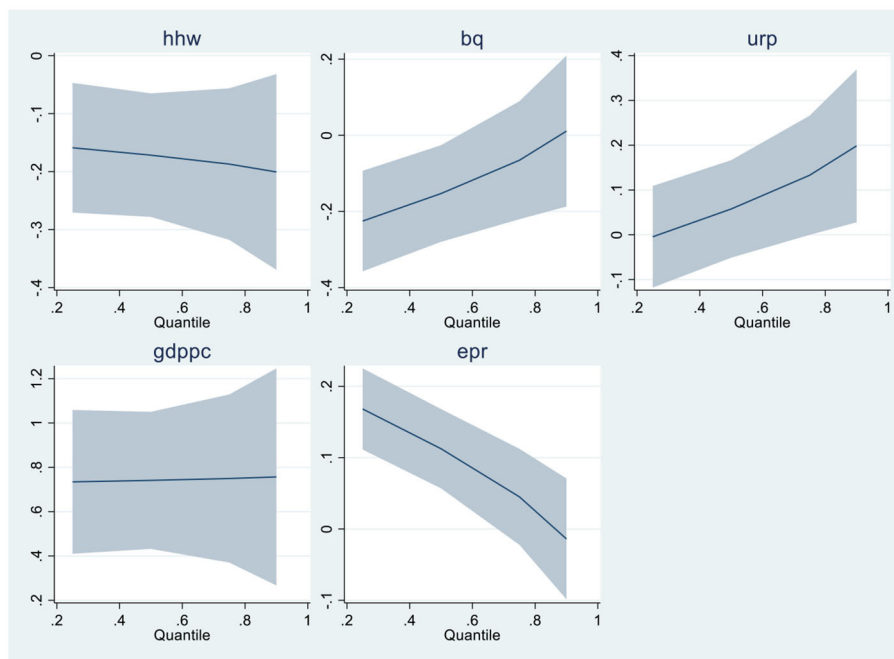 hhw
0
-.1
-.2
-.3
-.4
.2 .4 .6 .8 1
Quantile
bq
.2
0
-.2
-.4
.2 .4 .6 .8 1
Quantile
urp
.4
.3
.2
.1
0
-.1
.2 .4 .6 .8 1
Quantile
gdppc
1.2
1
.8
.6
.4
.2
.2 .4 .6 .8 1
Quantile
epr
.2
.1
0
-.1
.2 .4 .6 .8 1
Quantile